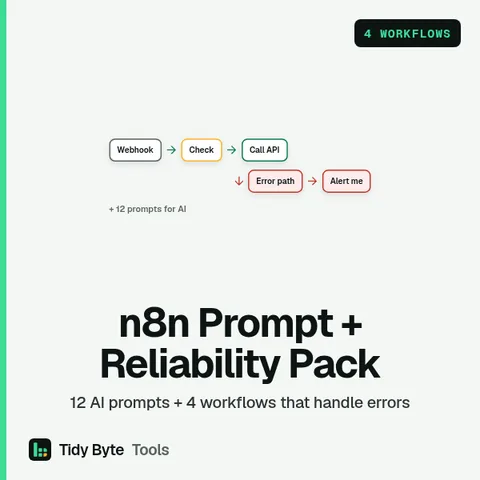 4 WORKFLOWS
Webhook → Check → Call API
↓ Error path → Alert me
+ 12 prompts for AI
n8n Prompt +
Reliability Pack
12 AI prompts + 4 workflows that handle errors
Tidy Byte Tools